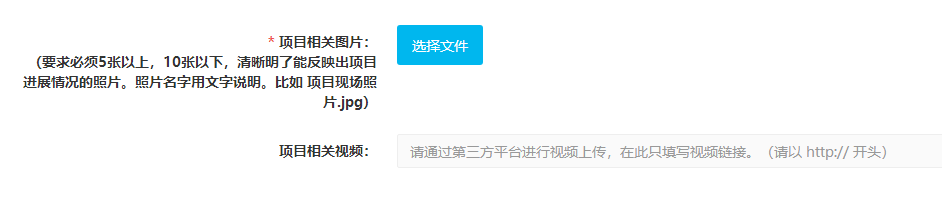 * 项目相关图片：
选择文件
（要求必须5张以上，10张以下，清晰明了能反映出项目
进展情况的照片。照片名字用文字说明。比如 项目现场照
片.jpg）
项目相关视频：
请通过第三方平台进行视频上传，在此只填写视频链接。（请以 http:// 开头）